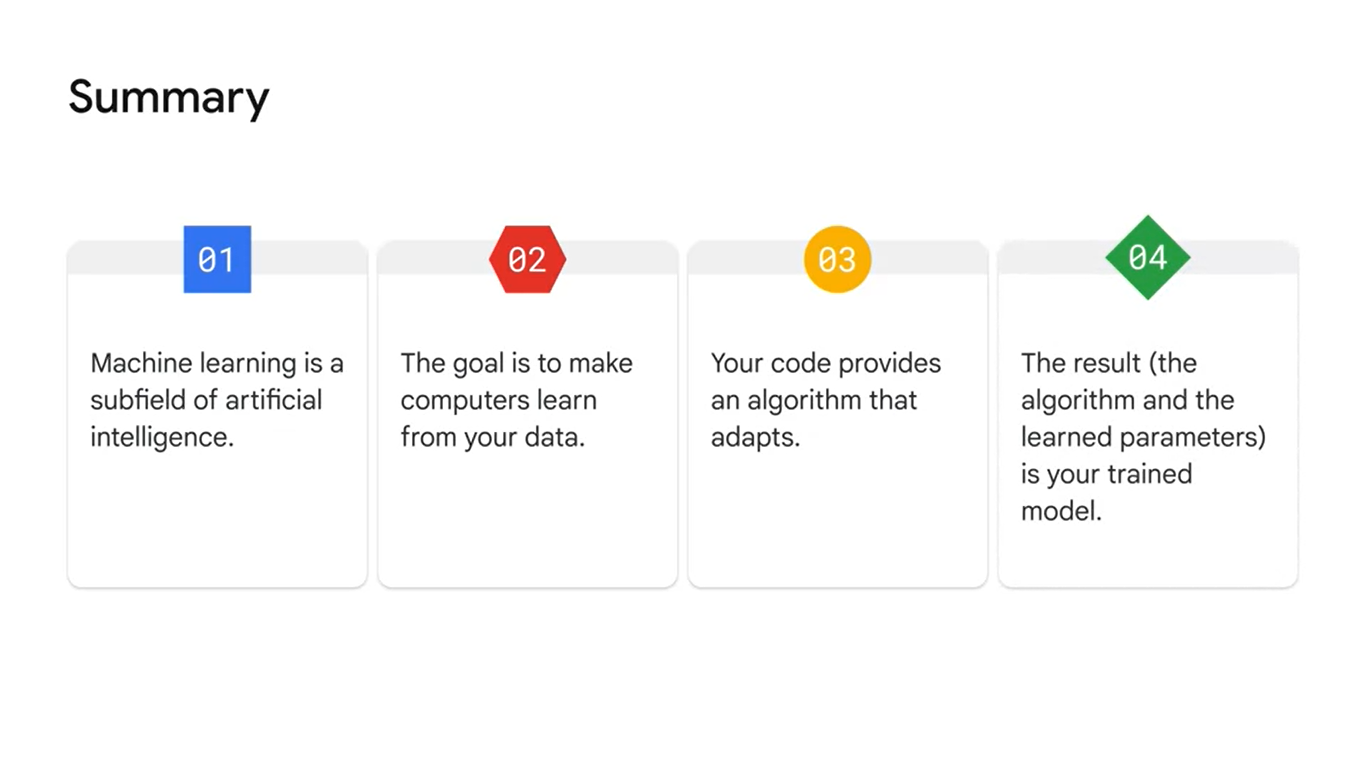 Summary
01
Machine learning is a
subfield of artificial
intelligence.
02
The goal is to make
computers learn
from your data.
03
Your code provides
an algorithm that
adapts.
04
The result (the
algorithm and the
learned parameters)
is your trained
model.